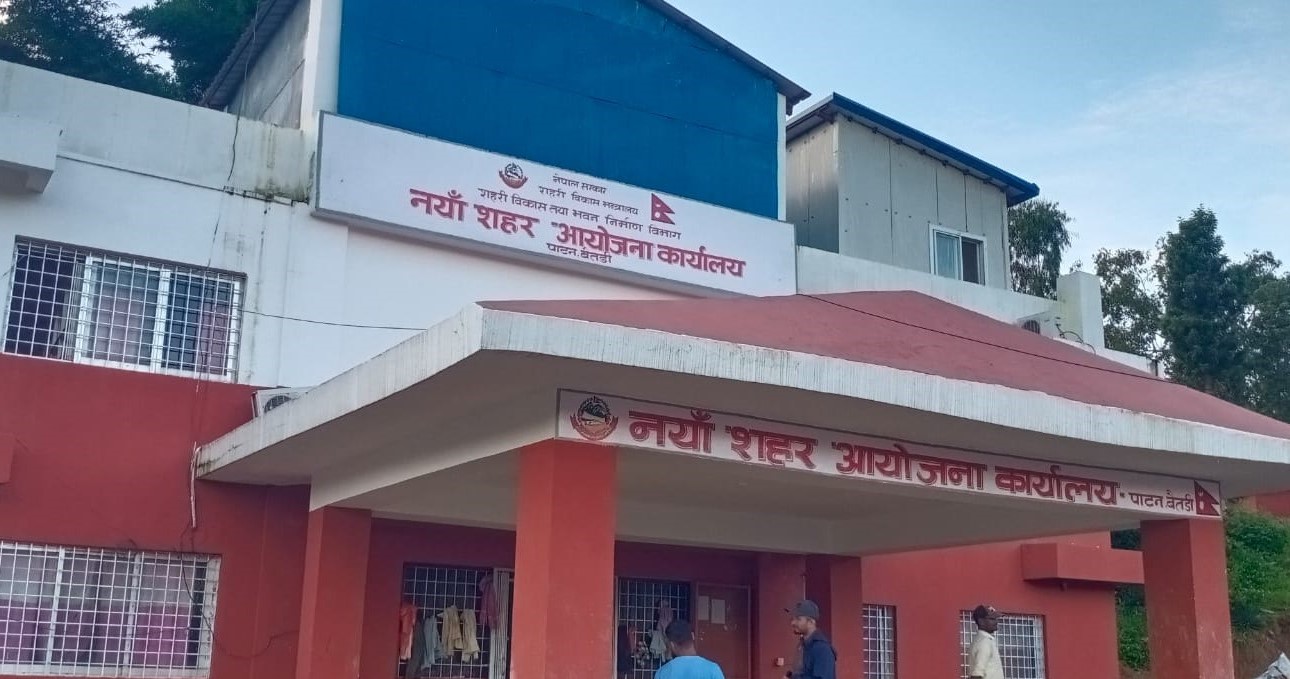 नेपाल सरकार
शहरी विकास मन्त्रालय
शहरी विकास तथा भवन निर्माण विभाग
नयाँ शहर आयोजना कार्यालय
पाटन, बैतडी
नयाँ शहर आयोजना कार्यालय, पाटन, बैतडी